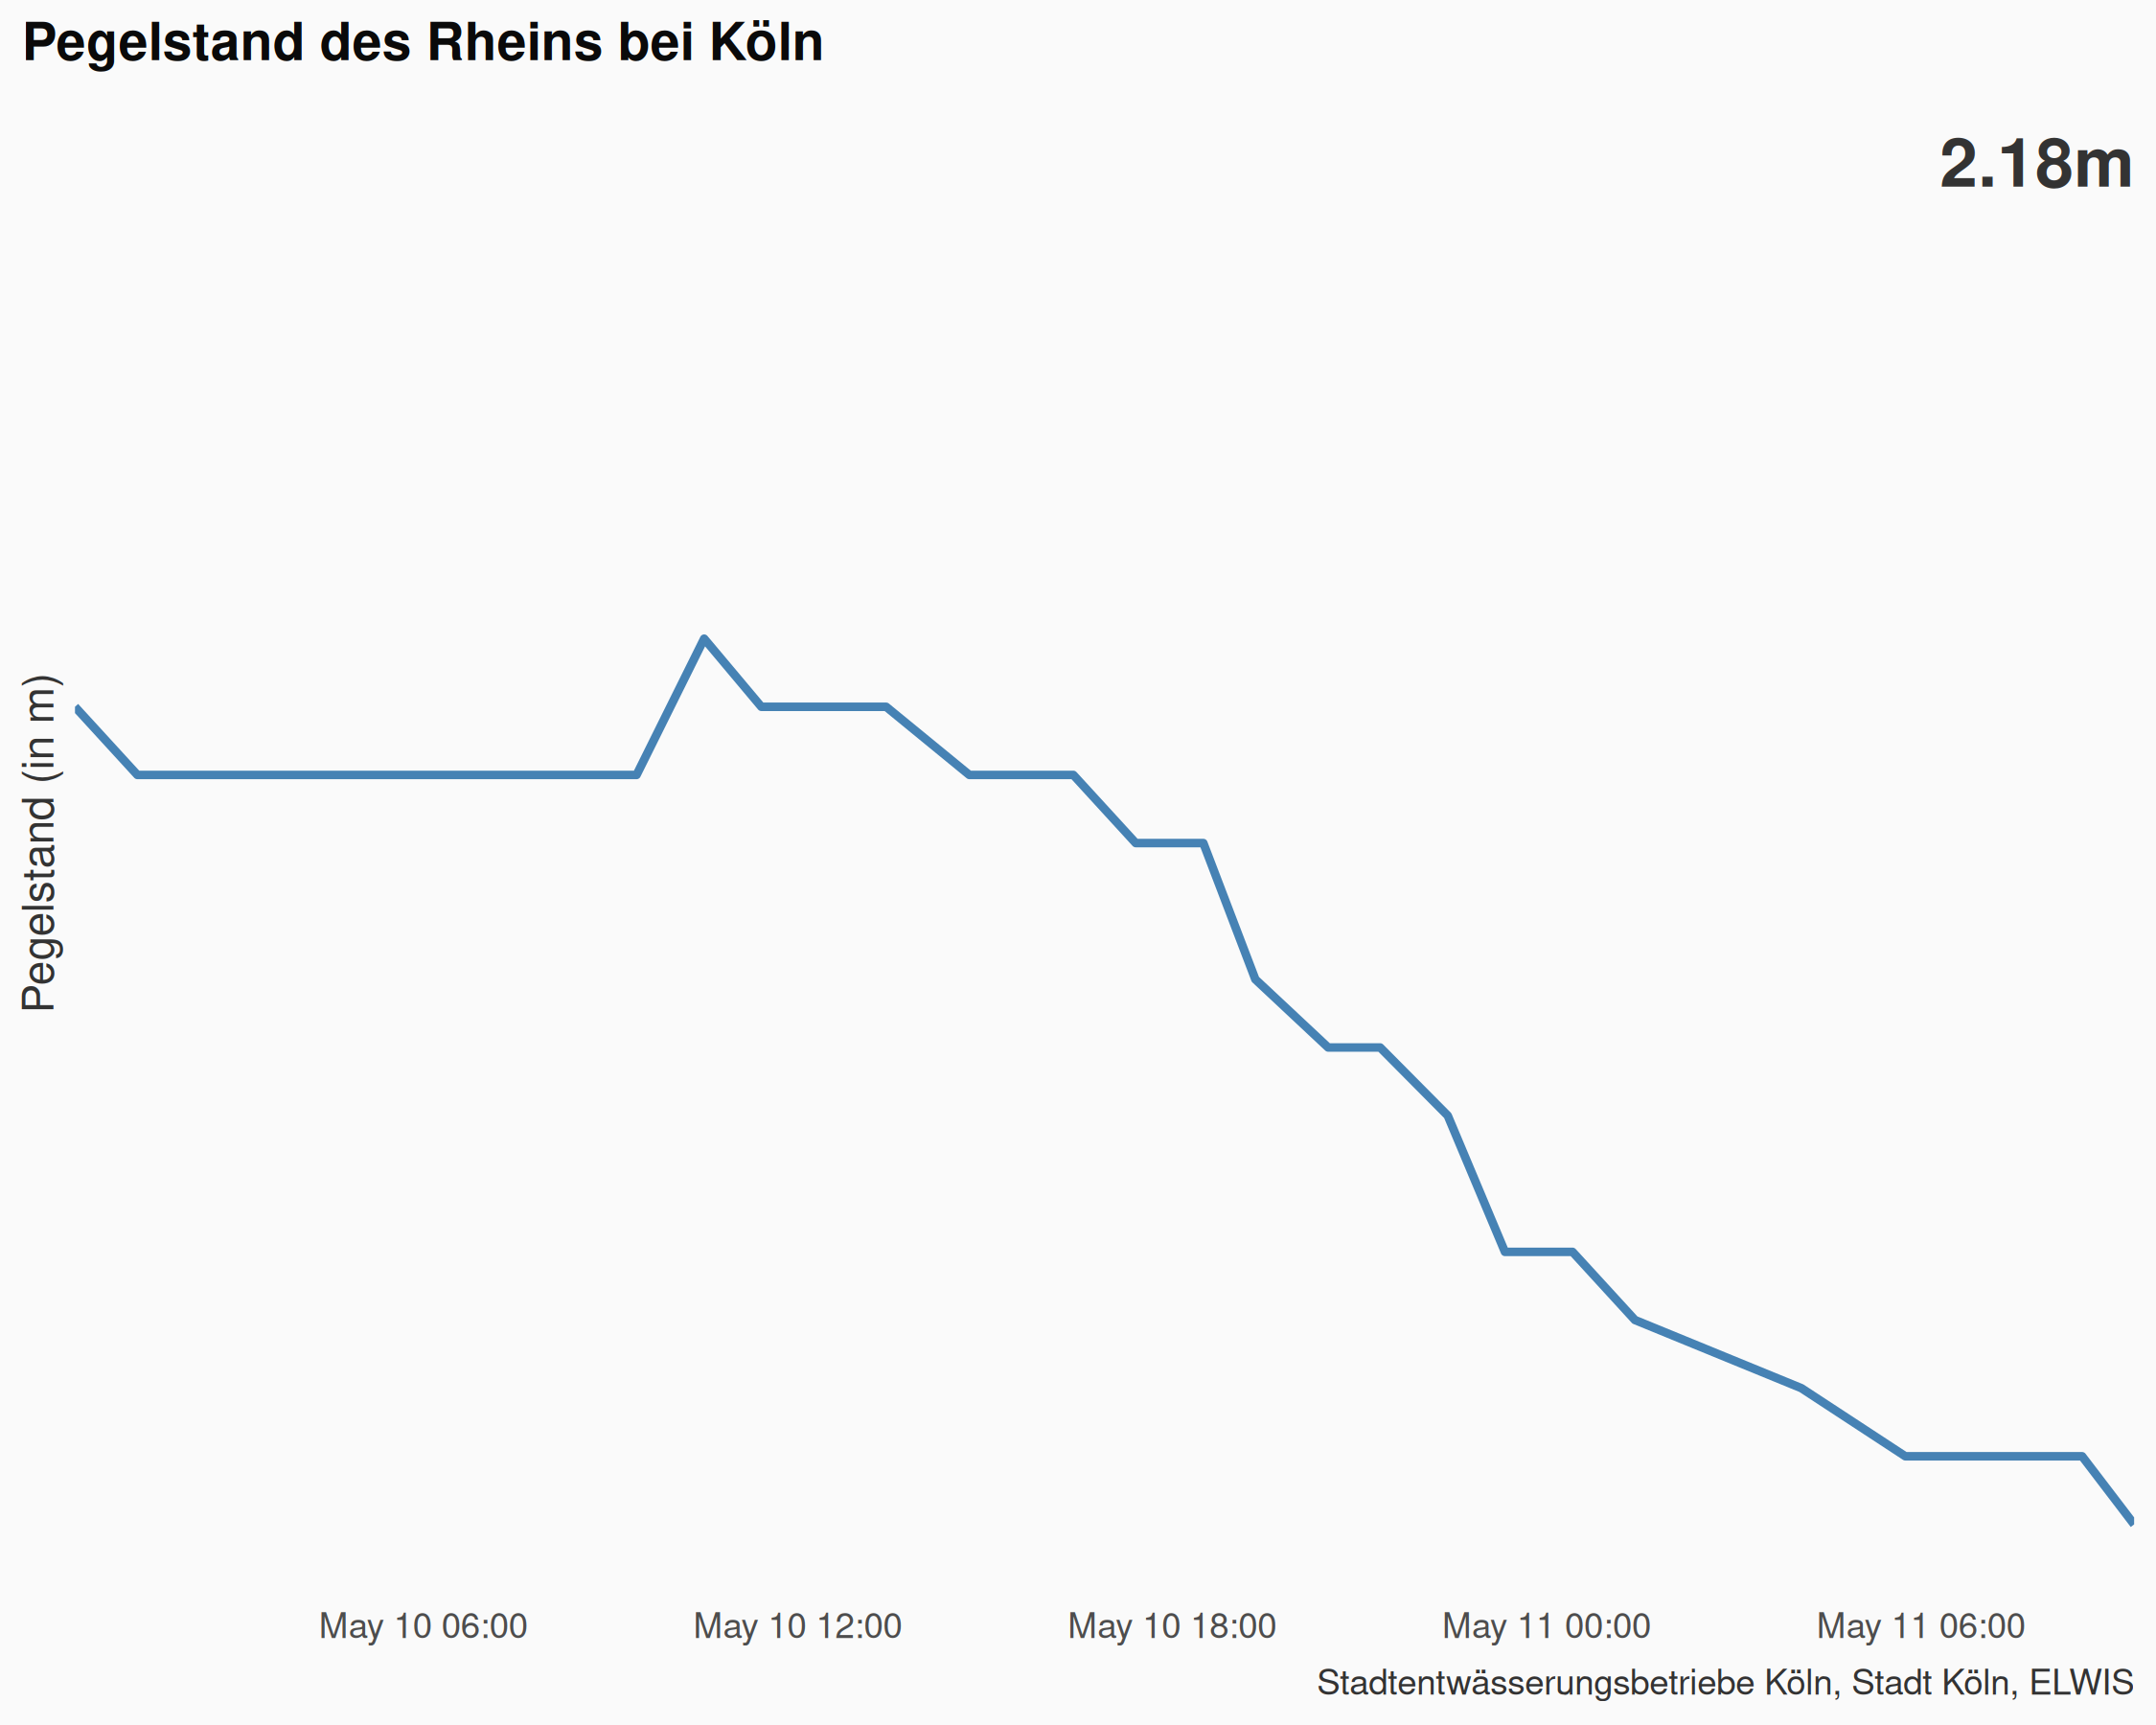 Pegelstand des Rheins bei Köln
2.18m
Pegelstand (in m)
May 10 06:00
May 10 12:00
May 10 18:00
May 11 00:00
May 11 06:00
Stadtentwässerungsbetriebe Köln, Stadt Köln, ELWIS